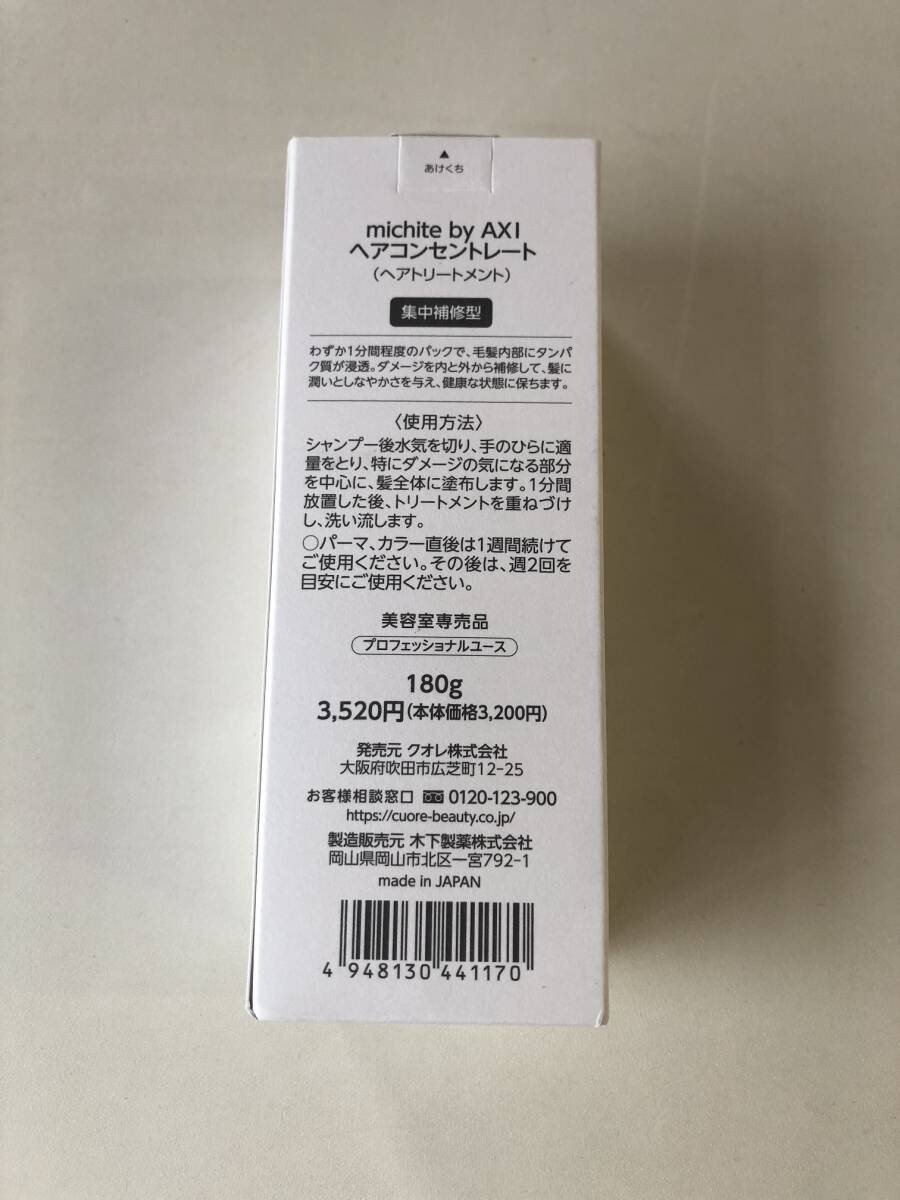 ▲
あけくち
michite by AXI
ヘアコンセントレート
(ヘアトリートメント)
集中補修型
わずか1分間程度のパックで、毛髪内部にタンパ
ク質が浸透。ダメージを内と外から補修して、髪に
潤いとしなやかさを与え、健康な状態に保ちます。
〈使用方法〉
シャンプー後水気を切り、手のひらに適
量をとり、特にダメージの気になる部分
を中心に、髪全体に塗布します。1分間
放置した後、トリートメントを重ねづけ
し、洗い流します。
○パーマ、カラー直後は1週間続けて
ご使用ください。その後は、週2回を
目安にご使用ください。
美容室専売品
プロフェッショナルユース
180g
3,520円(本体価格3,200円)
発売元 クオレ株式会社
大阪府吹田市広芝町12-25
お客様相談窓口 0120-123-900
https://cuore-beauty.co.jp/
製造販売元 木下製薬株式会社
岡山県岡山市北区一宮792-1
made in JAPAN
4 948130 441170